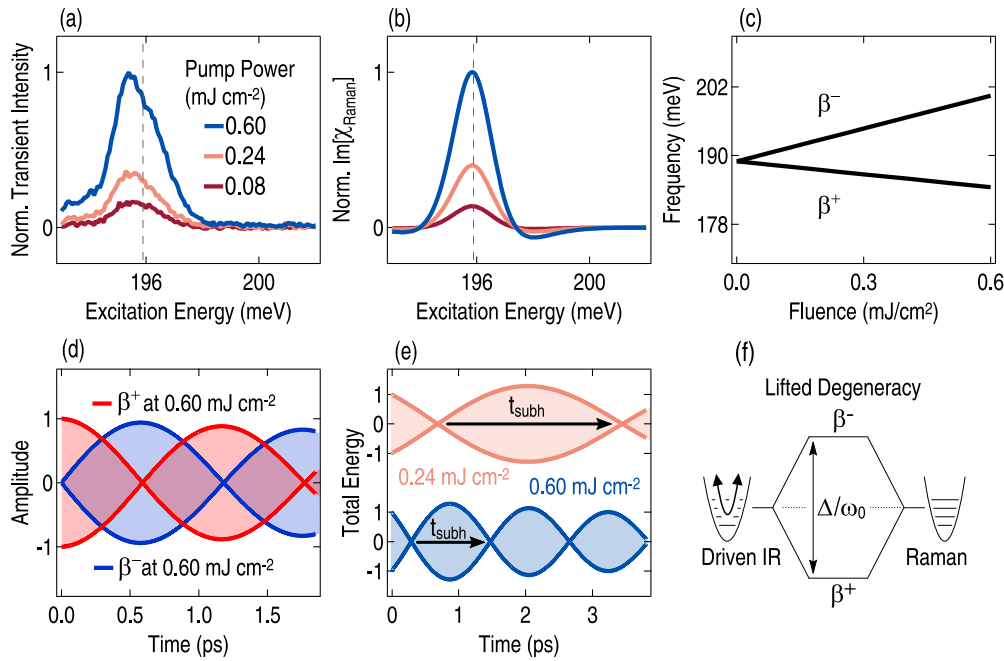 (a)
Norm. Transient Intensity
1
0
196
200
Excitation Energy (meV)
Pump Power
(mJ cm-2)
0.60
0.24
0.08
(b)
Norm. Im[χRaman]
1
0
196
200
Excitation Energy (meV)
(c)
Frequency (meV)
202
190
178
β−
β+
0.0
0.3
0.6
Fluence (mJ/cm2)
(d)
Amplitude
1
0
-1
β+ at 0.60 mJ cm-2
β− at 0.60 mJ cm-2
0.0
0.5
1.0
1.5
Time (ps)
(e)
Total Energy
1
0
-1
tsubh
0.24 mJ cm-2
0.60 mJ cm-2
1
0
-1
tsubh
0
1
2
3
Time (ps)
(f)
Lifted Degeneracy
β−
Δ/ω0
Driven IR
Raman
β+